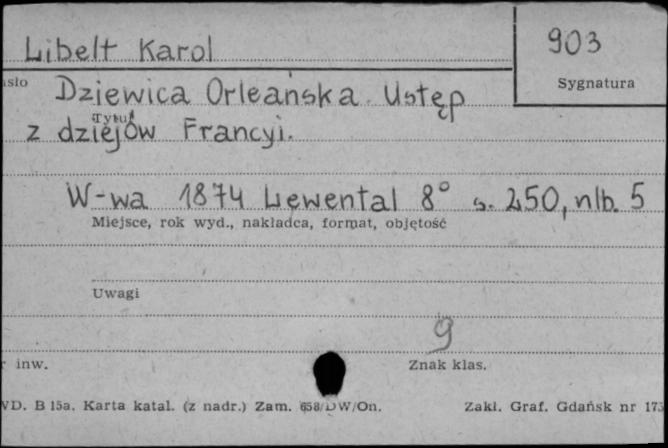 Libelt Karol
903
Sygnatura
Dziewica Orleańska. Ustęp
Tytuł
z dziejów Francyi.
W-wa 1874 Lewental 8° s. 250, nlb. 5
Miejsce, rok wyd., nakładca, format, objętość
Uwagi
9
inw.
Znak klas.
B 15a. Karta katal. (z nadr.) Zam. 658/DW/On.
Zakł. Graf. Gdańsk nr 173